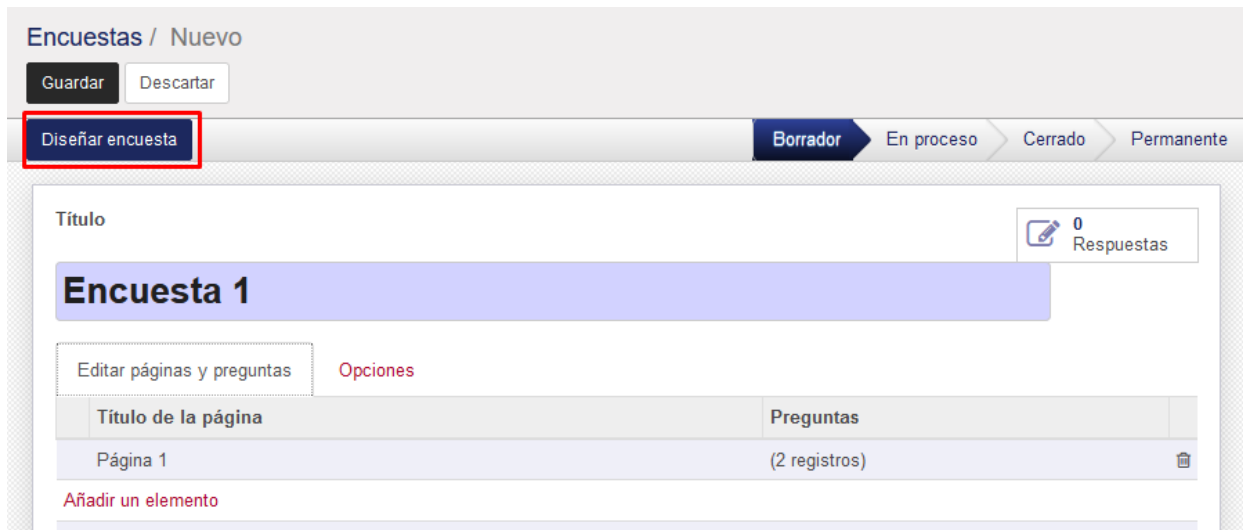 Encuestas / Nuevo
Guardar Descartar
Diseñar encuesta Borrador En proceso Cerrado Permanente
Título
0
Respuestas
Encuesta 1
Editar páginas y preguntas Opciones
Título de la página Preguntas
Página 1 (2 registros)
Añadir un elemento